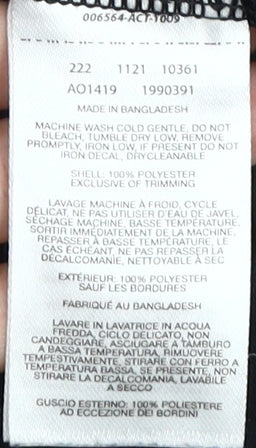 006564-ACT-1009
222 1121 10361
AO1419 1990391
MADE IN BANGLADESH
MACHINE WASH COLD GENTLE, DO NOT
BLEACH, TUMBLE DRY LOW, REMOVE
PROMPTLY, IRON LOW, IF PRESENT DO NOT
IRON DECAL, DRYCLEANABLE
SHELL: 100% POLYESTER
EXCLUSIVE OF TRIMMING
LAVAGE MACHINE À FROID, CYCLE
DÉLICAT, NE PAS UTILISER D'EAU DE JAVEL,
SÉCHAGE MACHINE, BASSE TEMPÉRATURE,
SORTIR IMMÉDIATEMENT DE LA MACHINE,
REPASSER À BASSE TEMPÉRATURE, LE
CAS ÉCHÉANT, NE PAS REPASSER LA
DÉCALCOMANIE, NETTOYABLE À SEC
EXTÉRIEUR: 100% POLYESTER
SAUF LES BORDURES
FABRIQUÉ AU BANGLADESH
LAVARE IN LAVATRICE IN ACQUA
FREDDA, CICLO DELICATO, NON
CANDEGGIARE, ASCIUGARE A TAMBURO
A BASSA TEMPERATURA, RIMUOVERE
TEMPESTIVAMENTE, STIRARE CON FERRO A
TEMPERATURA BASSA, SE PRESENTE, NON
STIRARE LA DECALCOMANIA, LAVABILE
A SECCO
GUSCIO ESTERNO: 100% POLIESTERE
AD ECCEZIONE DEI BORDINI